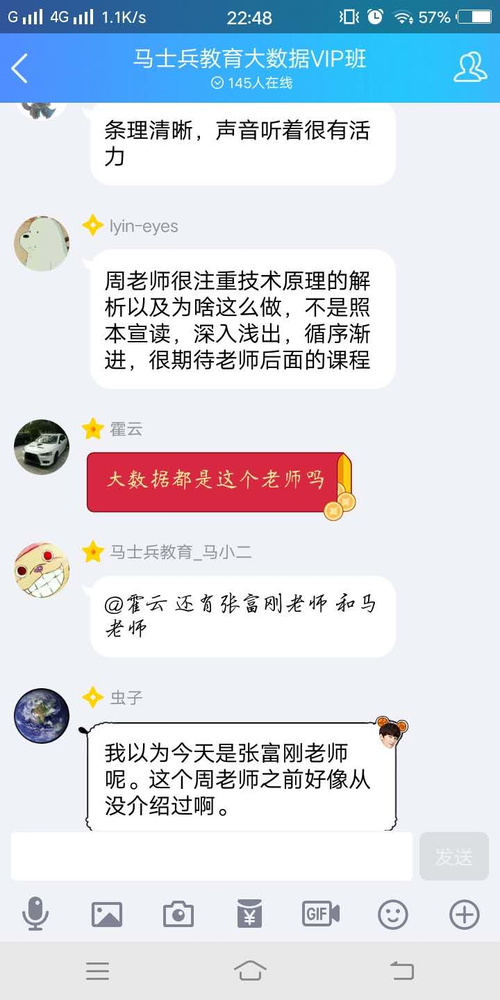 G 4G 1.1K/s 22:48 57%
马士兵教育大数据VIP班
145人在线
条理清晰，声音听着很有活
力
lyin-eyes
周老师很注重技术原理的解
析以及为啥这么做，不是照
本宣读，深入浅出，循序渐
进，很期待老师后面的课程
霍云
大数据都是这个老师吗
马士兵教育_马小二
@霍云 还有张富刚老师 和马
老师
虫子
我以为今天是张富刚老师
呢。这个周老师之前好像从
没介绍过啊。
发送
GIF